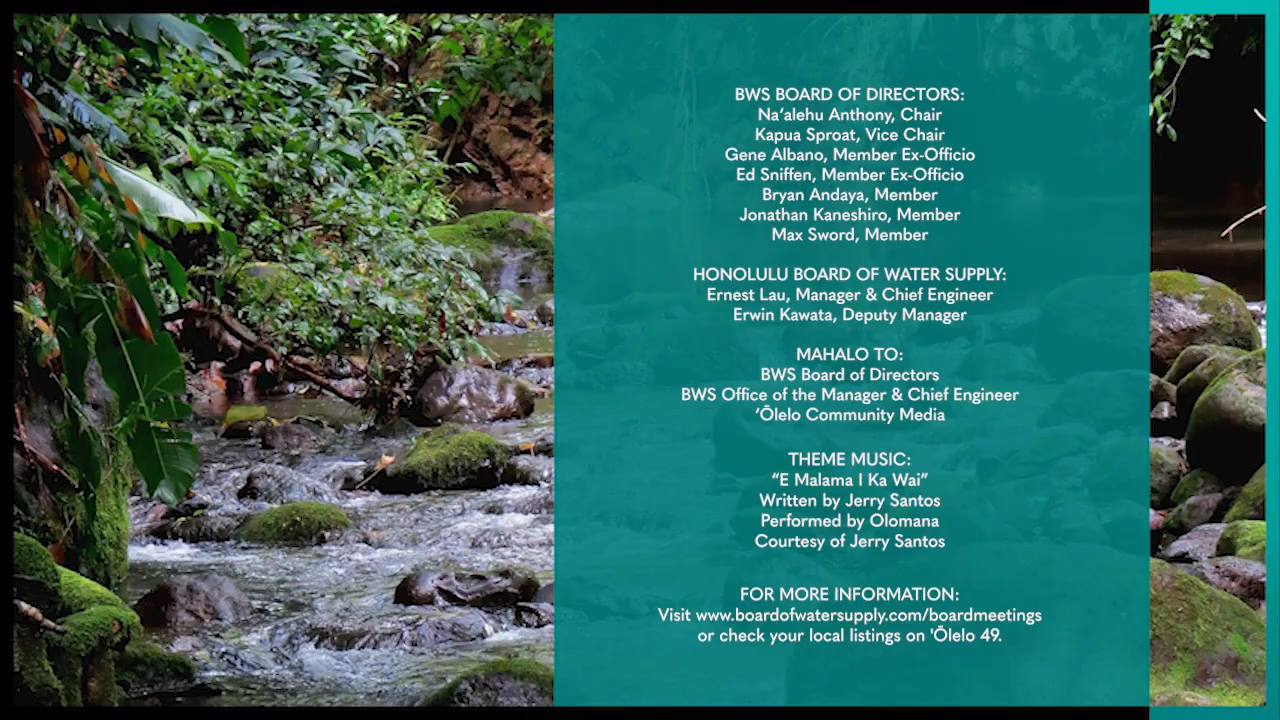 BWS BOARD OF DIRECTORS:
Na‘alehu Anthony, Chair
Kapua Sproat, Vice Chair
Gene Albano, Member Ex-Officio
Ed Sniffen, Member Ex-Officio
Bryan Andaya, Member
Jonathan Kaneshiro, Member
Max Sword, Member
HONOLULU BOARD OF WATER SUPPLY:
Ernest Lau, Manager & Chief Engineer
Erwin Kawata, Deputy Manager
MAHALO TO:
BWS Board of Directors
BWS Office of the Manager & Chief Engineer
‘Ōlelo Community Media
THEME MUSIC:
“E Malama I Ka Wai”
Written by Jerry Santos
Performed by Olomana
Courtesy of Jerry Santos
FOR MORE INFORMATION:
Visit www.boardofwatersupply.com/boardmeetings
or check your local listings on 'Ōlelo 49.